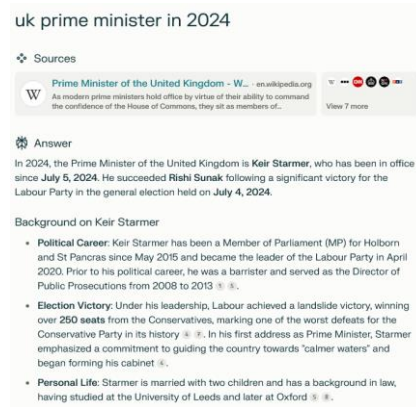 uk prime minister in 2024
Sources
Prime Minister of the United Kingdom - W... · en.wikipedia.org
As modern prime ministers hold office by virtue of their ability to command
the confidence of the House of Commons, they sit as members of...
View 7 more
Answer
In 2024, the Prime Minister of the United Kingdom is Keir Starmer, who has been in office
since July 5, 2024. He succeeded Rishi Sunak following a significant victory for the
Labour Party in the general election held on July 4, 2024.
Background on Keir Starmer
• Political Career: Keir Starmer has been a Member of Parliament (MP) for Holborn
and St Pancras since May 2015 and became the leader of the Labour Party in April
2020. Prior to his political career, he was a barrister and served as the Director of
Public Prosecutions from 2008 to 2013
• Election Victory: Under his leadership, Labour achieved a landslide victory, winning
over 250 seats from the Conservatives, marking one of the worst defeats for the
Conservative Party in its history. In his first address as Prime Minister, Starmer
emphasized a commitment to guiding the country towards "calmer waters" and
began forming his cabinet
• Personal Life: Starmer is married with two children and has a background in law,
having studied at the University of Leeds and later at Oxford